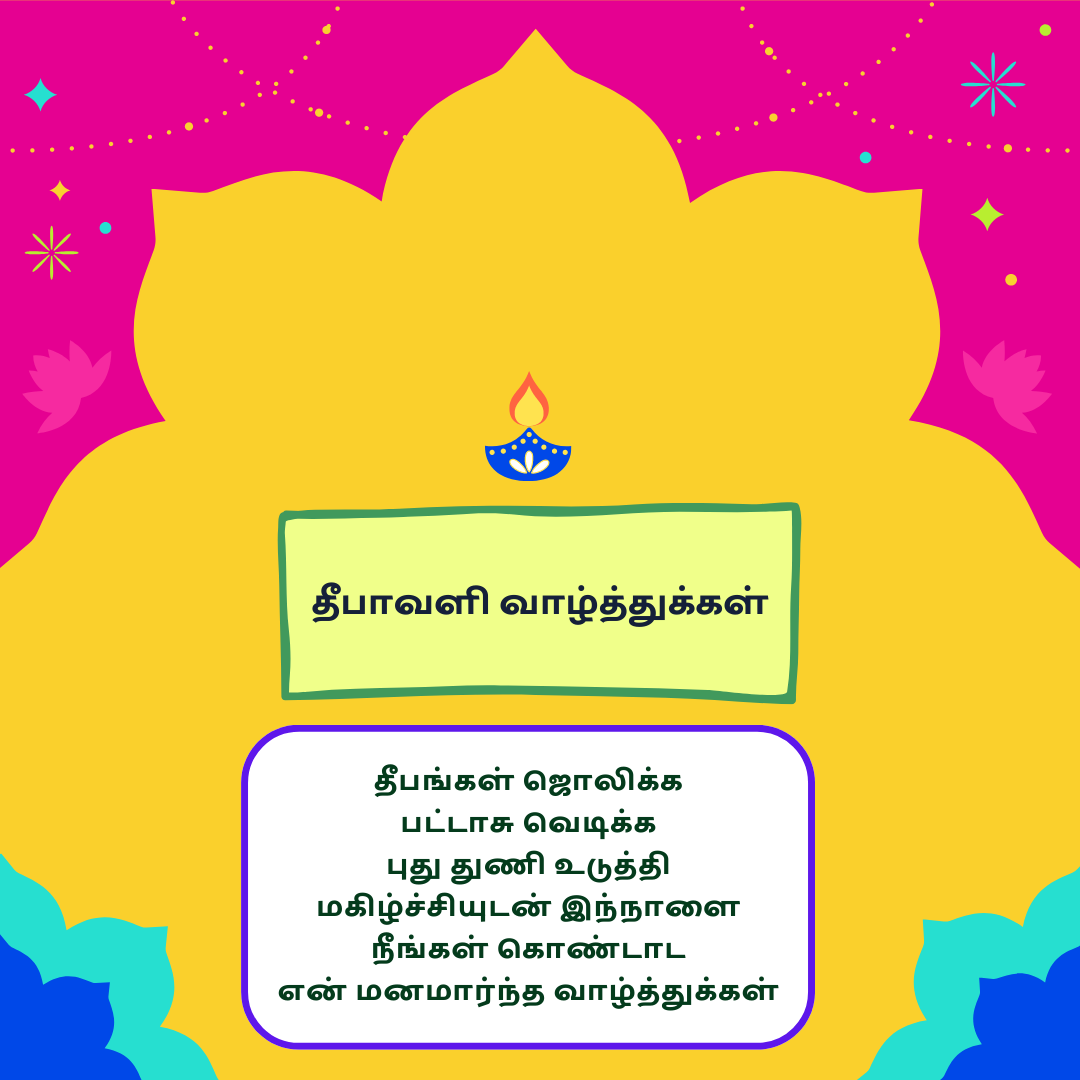 தீபாவளி வாழ்த்துக்கள்
தீபங்கள் ஜொலிக்க
பட்டாசு வெடிக்க
புது துணி உடுத்தி
மகிழ்ச்சியுடன் இந்நாளை
நீங்கள் கொண்டாட
என் மனமார்ந்த வாழ்த்துக்கள்